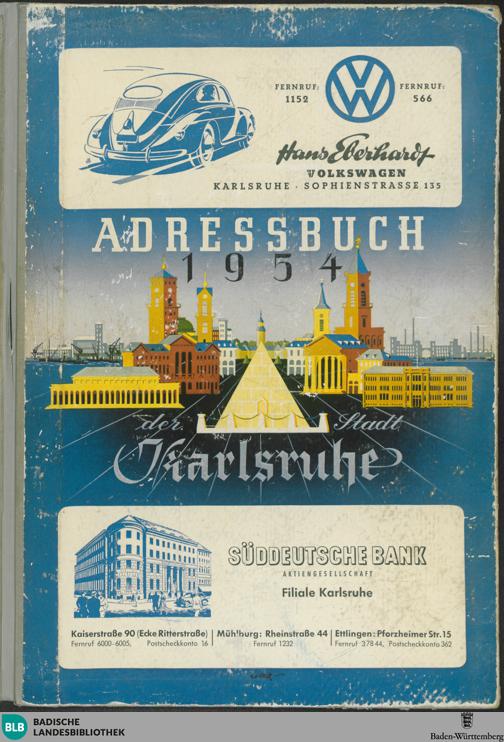 FERNRUF: 1152
VW
FERNRUF: 566
Hans Eberhardt
VOLKSWAGEN
KARLSRUHE · SOPHIENSTRASSE 135
ADRESSBUCH
1954
der Stadt
Karlsruhe
SÜDDEUTSCHE BANK
AKTIENGESELLSCHAFT
Filiale Karlsruhe
Kaiserstraße 90 (Ecke Ritterstraße) | Mühlburg: Rheinstraße 44 | Ettlingen: Pforzheimer Str. 15
Fernruf 6000-6005, Postscheckkonto 16 | Fernruf 1232 | Fernruf 378 44, Postscheckkonto 362
BLB BADISCHE
LANDESBIBLIOTHEK
Baden-Württemberg